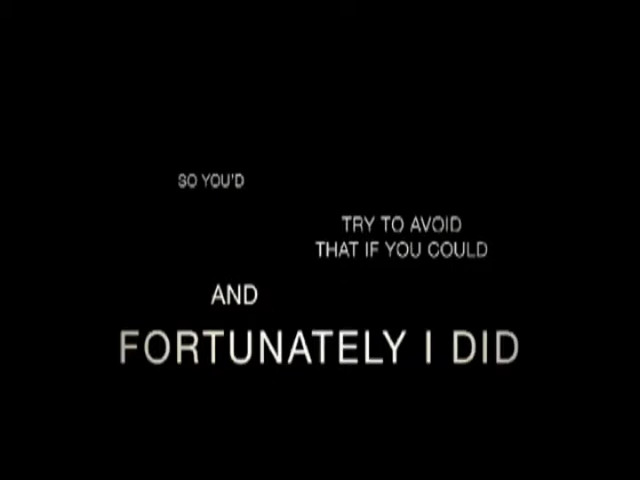 SO YOU'D
TRY TO AVOID
THAT IF YOU COULD
AND
FORTUNATELY I DID